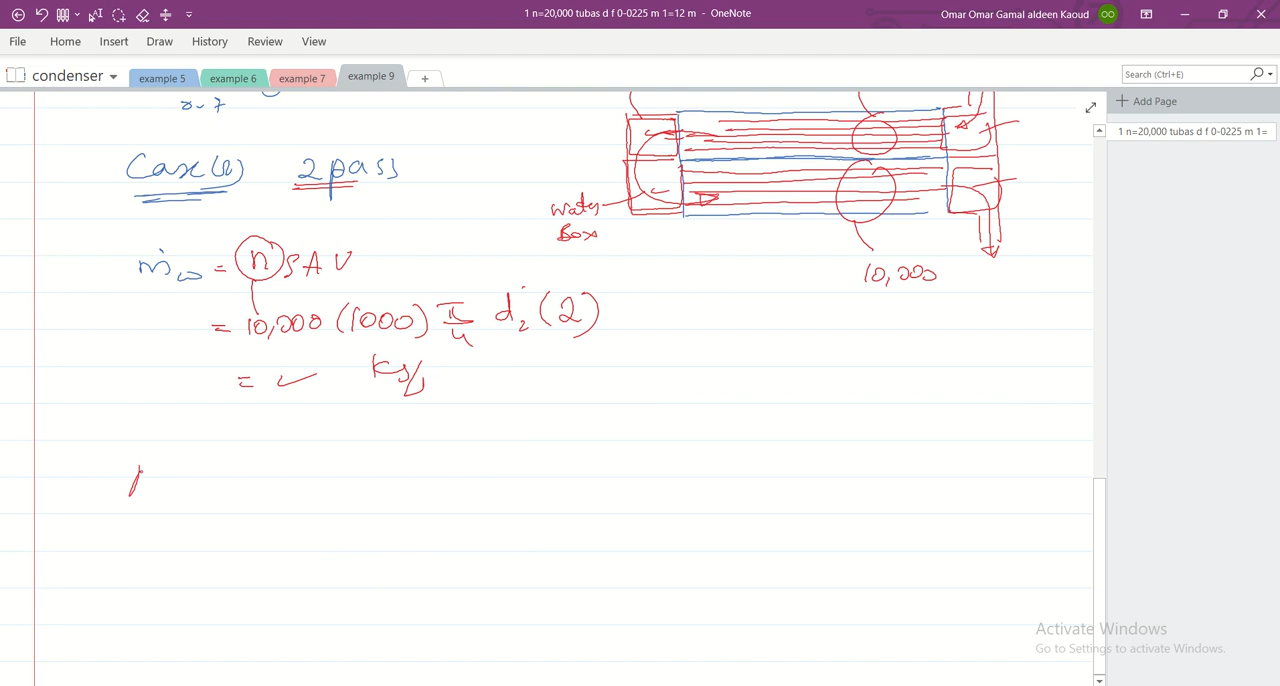 1 n=20,000 tubas d f 0-0225 m 1=12 m - OneNote
Omar Omar Gamal aldeen Kaoud
OO
File Home Insert Draw History Review View
condenser
example 5
example 6
example 7
example 9
+
Search (Ctrl+E)
+ Add Page
1 n=20,000 tubas d f 0-0225 m 1=
Case 2 pass
Water
Box
10,000
ṁw = n ρ A V
= 10,000 (1000) π/4 di² (2)
= ✓ Kg/s
Activate Windows
Go to Settings to activate Windows.